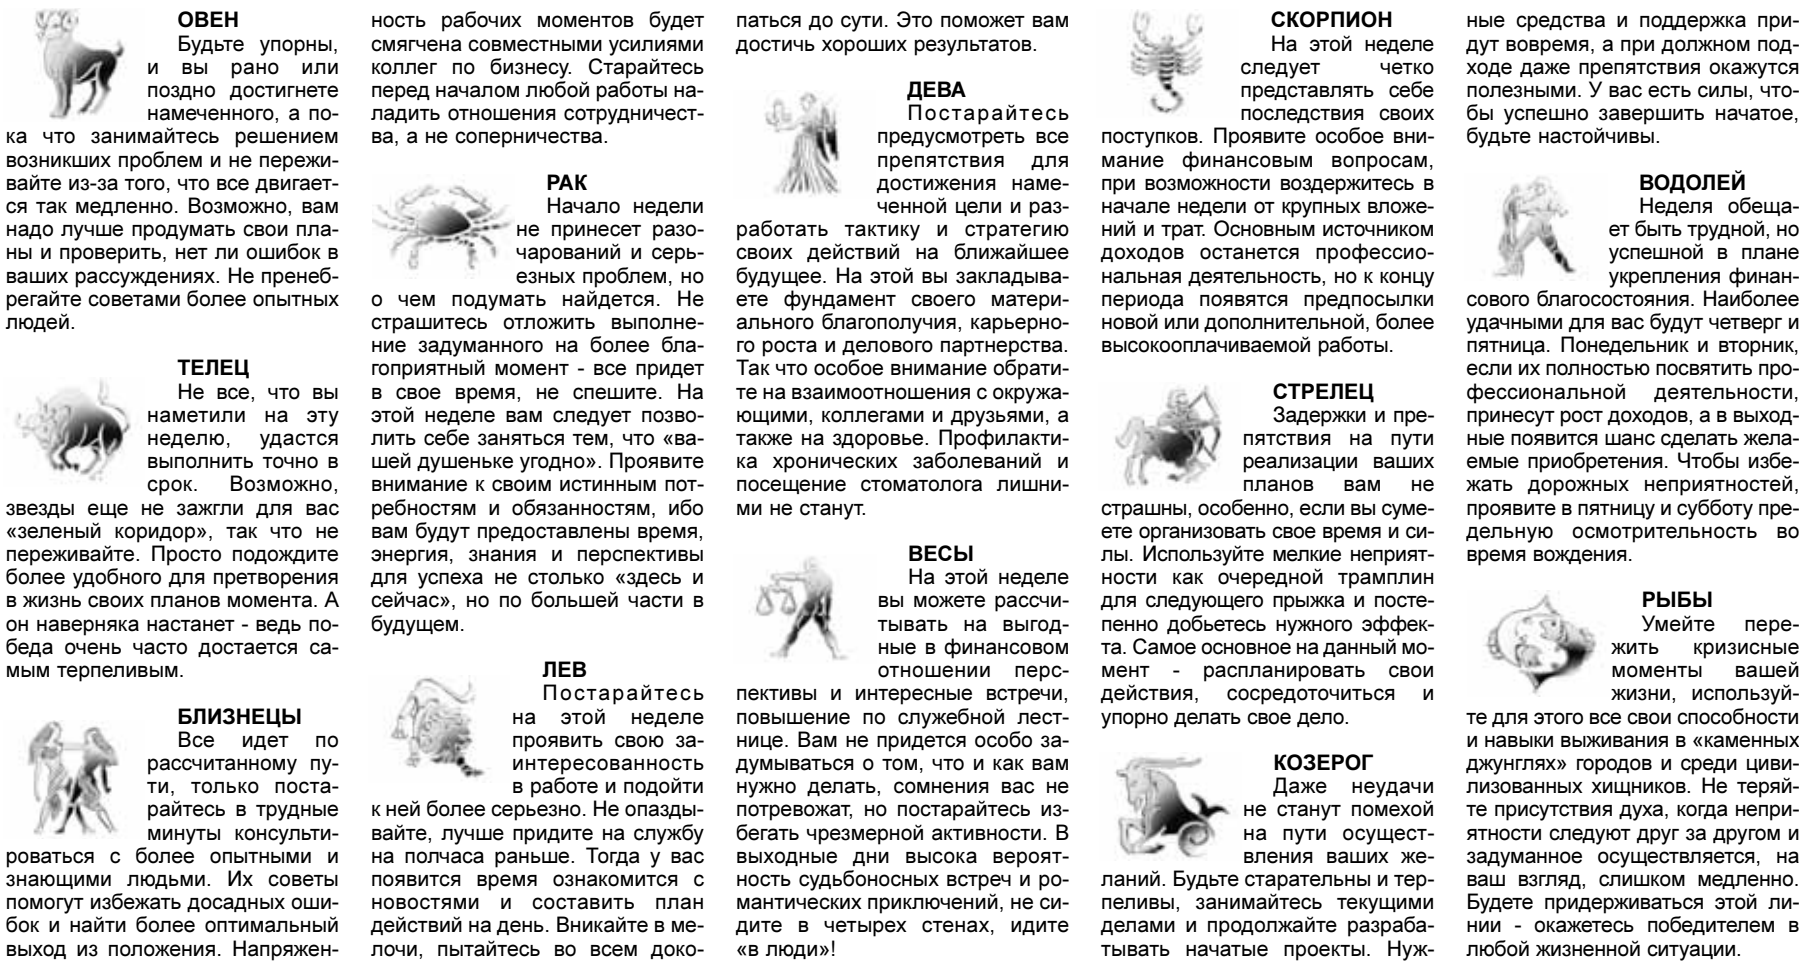 ОВЕН
Будьте упорны,
и вы рано или
поздно достигнете
намеченного, а по-
ка что занимайтесь решением
возникших проблем и не пережи-
вайте из-за того, что все двигает-
ся так медленно. Возможно, вам
надо лучше продумать свои пла-
ны и проверить, нет ли ошибок в
ваших рассуждениях. Не пренеб-
регайте советами более опытных
людей.
ТЕЛЕЦ
Не все, что вы
наметили на эту
неделю, удастся
выполнить точно в
срок. Возможно,
звезды еще не зажгли для вас
«зеленый коридор», так что не
переживайте. Просто подождите
более удобного для претворения
в жизнь своих планов момента. А
он наверняка настанет - ведь по-
беда очень часто достается са-
мым терпеливым.
БЛИЗНЕЦЫ
Все идет по
рассчитанному пу-
ти, только поста-
райтесь в трудные
минуты консульти-
роваться с более опытными и
знающими людьми. Их советы
помогут избежать досадных оши-
бок и найти более оптимальный
выход из положения. Напряжен-
ность рабочих моментов будет
смягчена совместными усилиями
коллег по бизнесу. Старайтесь
перед началом любой работы на-
ладить отношения сотрудничест-
ва, а не соперничества.
РАК
Начало недели
не принесет разо-
чарований и серь-
езных проблем, но
о чем подумать найдется. Не
страшитесь отложить выполне-
ние задуманного на более бла-
гоприятный момент - все придет
в свое время, не спешите. На
этой неделе вам следует позво-
лить себе заняться тем, что «ва-
шей душеньке угодно». Проявите
внимание к своим истинным пот-
ребностям и обязанностям, ибо
вам будут предоставлены время,
энергия, знания и перспективы
для успеха не столько «здесь и
сейчас», но по большей части в
будущем.
ЛЕВ
Постарайтесь
на этой неделе
проявить свою за-
интересованность
в работе и подойти
к ней более серьезно. Не опазды-
вайте, лучше придите на службу
на полчаса раньше. Тогда у вас
появится время ознакомится с
новостями и составить план
действий на день. Вникайте в ме-
лочи, пытайтесь во всем доко-
паться до сути. Это поможет вам
достичь хороших результатов.
ДЕВА
Постарайтесь
предусмотреть все
препятствия для
достижения наме-
ченной цели и раз-
работать тактику и стратегию
своих действий на ближайшее
будущее. На этой вы закладыва-
ете фундамент своего матери-
ального благополучия, карьерно-
го роста и делового партнерства.
Так что особое внимание обрати-
те на взаимоотношения с окружа-
ющими, коллегами и друзьями, а
также на здоровье. Профилакти-
ка хронических заболеваний и
посещение стоматолога лишни-
ми не станут.
ВЕСЫ
На этой неделе
вы можете рассчи-
тывать на выгод-
ные в финансовом
отношении перс-
пективы и интересные встречи,
повышение по служебной лест-
нице. Вам не придется особо за-
думываться о том, что и как вам
нужно делать, сомнения вас не
потревожат, но постарайтесь из-
бегать чрезмерной активности. В
выходные дни высока вероят-
ность судьбоносных встреч и ро-
мантических приключений, не си-
дите в четырех стенах, идите
«в люди»!
СКОРПИОН
На этой неделе
следует четко
представлять себе
последствия своих
поступков. Проявите особое вни-
мание финансовым вопросам,
при возможности воздержитесь в
начале недели от крупных вложе-
ний и трат. Основным источником
доходов останется профессио-
нальная деятельность, но к концу
периода появятся предпосылки
новой или дополнительной, более
высокооплачиваемой работы.
СТРЕЛЕЦ
Задержки и пре-
пятствия на пути
реализации ваших
планов вам не
страшны, особенно, если вы суме-
ете организовать свое время и си-
лы. Используйте мелкие неприят-
ности как очередной трамплин
для следующего прыжка и посте-
пенно добьетесь нужного эффек-
та. Самое основное на данный мо-
мент - распланировать свои
действия, сосредоточиться и
упорно делать свое дело.
КОЗЕРОГ
Даже неудачи
не станут помехой
на пути осущест-
вления ваших же-
ланий. Будьте старательны и тер-
пеливы, занимайтесь текущими
делами и продолжайте разраба-
тывать начатые проекты. Нуж-
ные средства и поддержка при-
дут вовремя, а при должном под-
ходе даже препятствия окажутся
полезными. У вас есть силы, что-
бы успешно завершить начатое,
будьте настойчивы.
ВОДОЛЕЙ
Неделя обеща-
ет быть трудной, но
успешной в плане
укрепления финан-
сового благосостояния. Наиболее
удачными для вас будут четверг и
пятница. Понедельник и вторник,
если их полностью посвятить про-
фессиональной деятельности,
принесут рост доходов, а в выход-
ные появится шанс сделать жела-
емые приобретения. Чтобы избе-
жать дорожных неприятностей,
проявите в пятницу и субботу пре-
дельную осмотрительность во
время вождения.
РЫБЫ
Умейте пере-
жить кризисные
моменты вашей
жизни, используй-
те для этого все свои способности
и навыки выживания в «каменных
джунглях» городов и среди циви-
лизованных хищников. Не теряй-
те присутствия духа, когда непри-
ятности следуют друг за другом и
задуманное осуществляется, на
ваш взгляд, слишком медленно.
Будете придерживаться этой ли-
нии - окажетесь победителем в
любой жизненной ситуации.